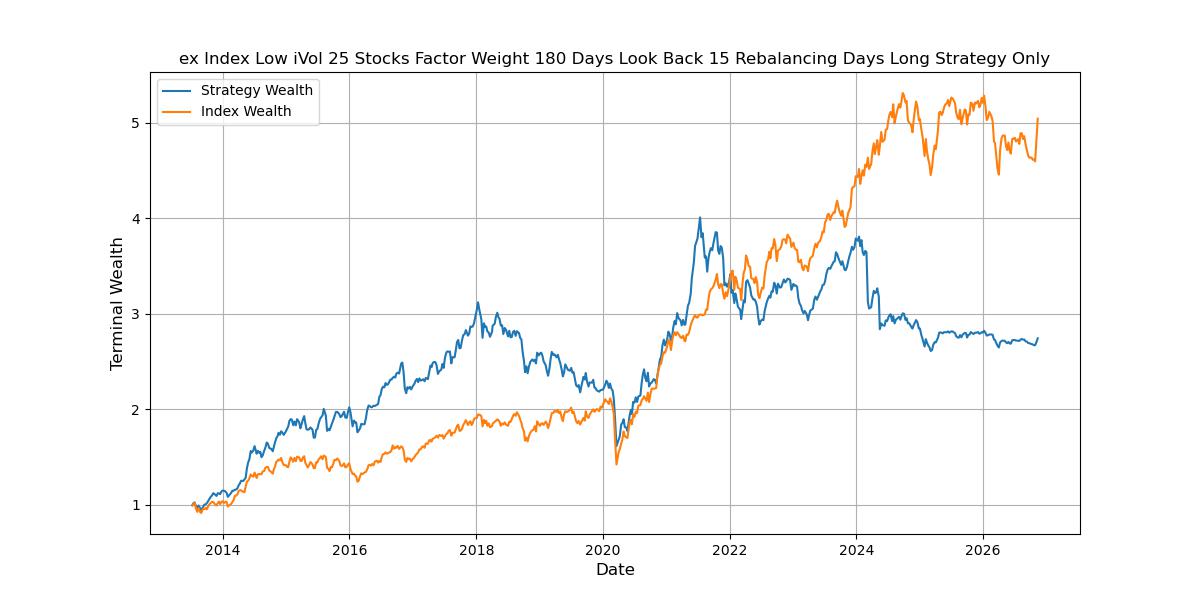 ex Index Low iVol 25 Stocks Factor Weight 180 Days Look Back 15 Rebalancing Days Long Strategy Only
Strategy Wealth
Index Wealth
Terminal Wealth
5
4
3
2
1
2014 2016 2018 2020 2022 2024 2026
Date